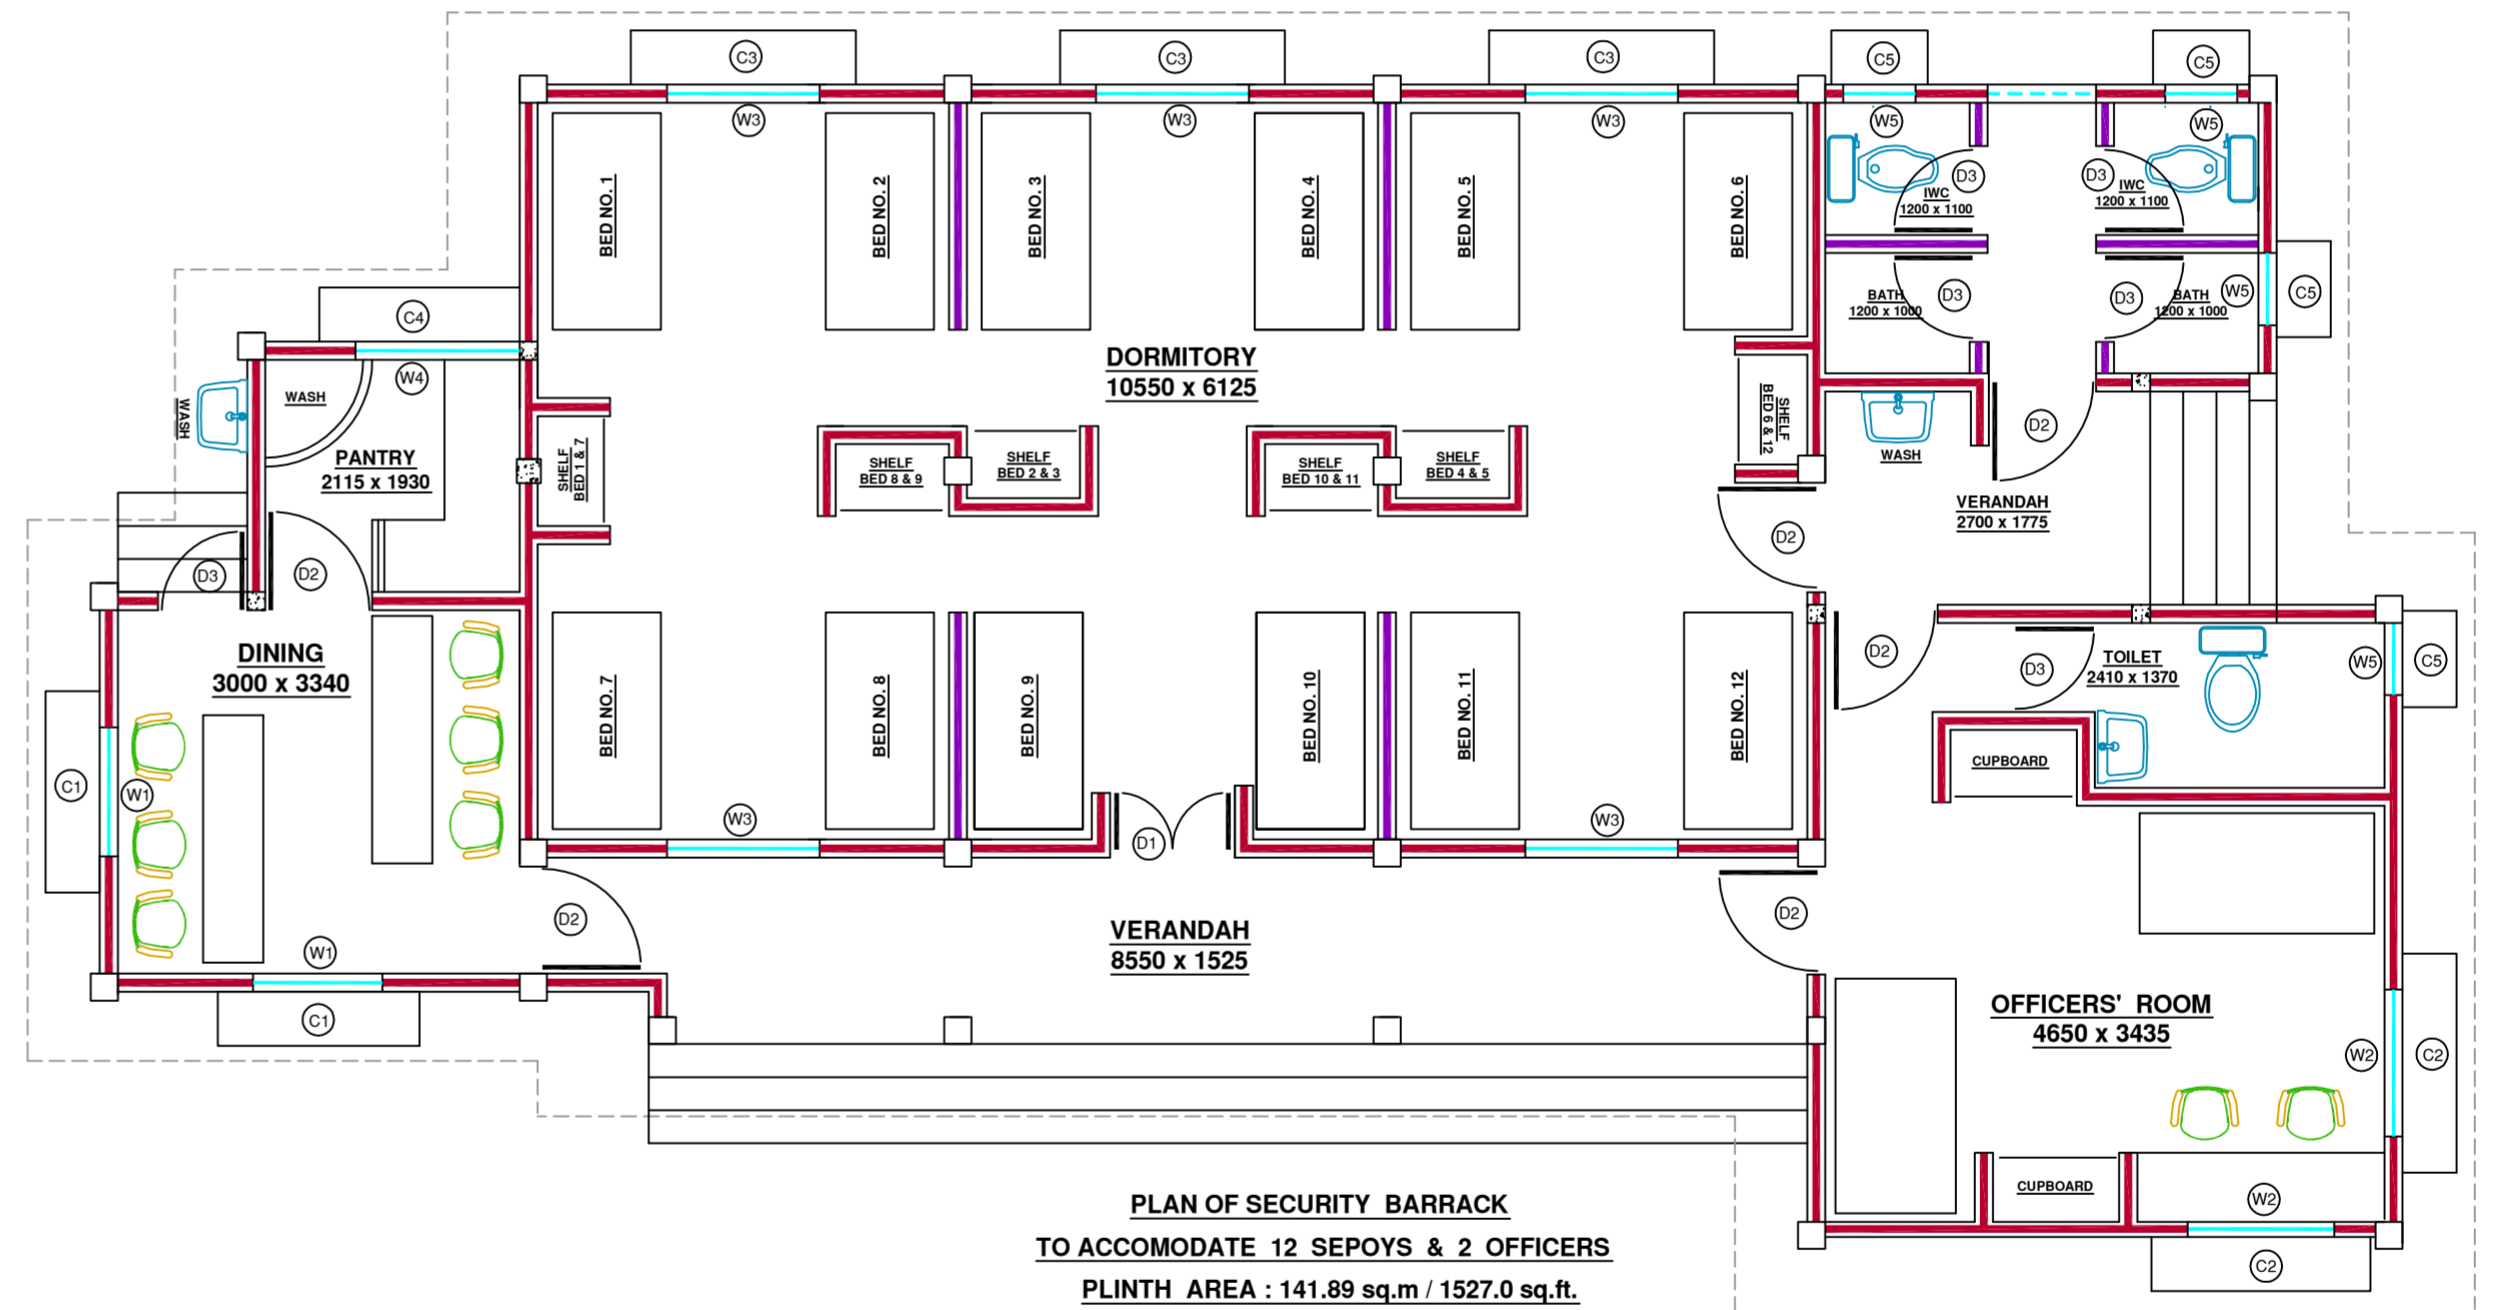 C3
C3
C3
C5
C5
W3
W3
W3
W5
W5
BED NO. 1
BED NO. 2
BED NO. 3
BED NO. 4
BED NO. 5
BED NO. 6
D3
D3
IWC
1200 x 1100
IWC
1200 x 1100
BATH
1200 x 1000
D3
D3
BATH
1200 x 1000
W5
C5
C4
W4
WASH
WASH
PANTRY
2115 x 1930
DORMITORY
10550 x 6125
SHELF
BED 1 & 7
SHELF
BED 8 & 9
SHELF
BED 2 & 3
SHELF
BED 10 & 11
SHELF
BED 4 & 5
SHELF
BED 6 & 12
WASH
D2
VERANDAH
2700 x 1775
D2
D3
D2
DINING
3000 x 3340
BED NO. 7
BED NO. 8
BED NO. 9
BED NO. 10
BED NO. 11
BED NO. 12
D2
D3
TOILET
2410 x 1370
W5
C5
CUPBOARD
C1
W1
W3
D1
W3
D2
D2
W1
C1
VERANDAH
8550 x 1525
OFFICERS' ROOM
4650 x 3435
W2
C2
CUPBOARD
W2
C2
PLAN OF SECURITY BARRACK
TO ACCOMODATE 12 SEPOYS & 2 OFFICERS
PLINTH AREA : 141.89 sq.m / 1527.0 sq.ft.